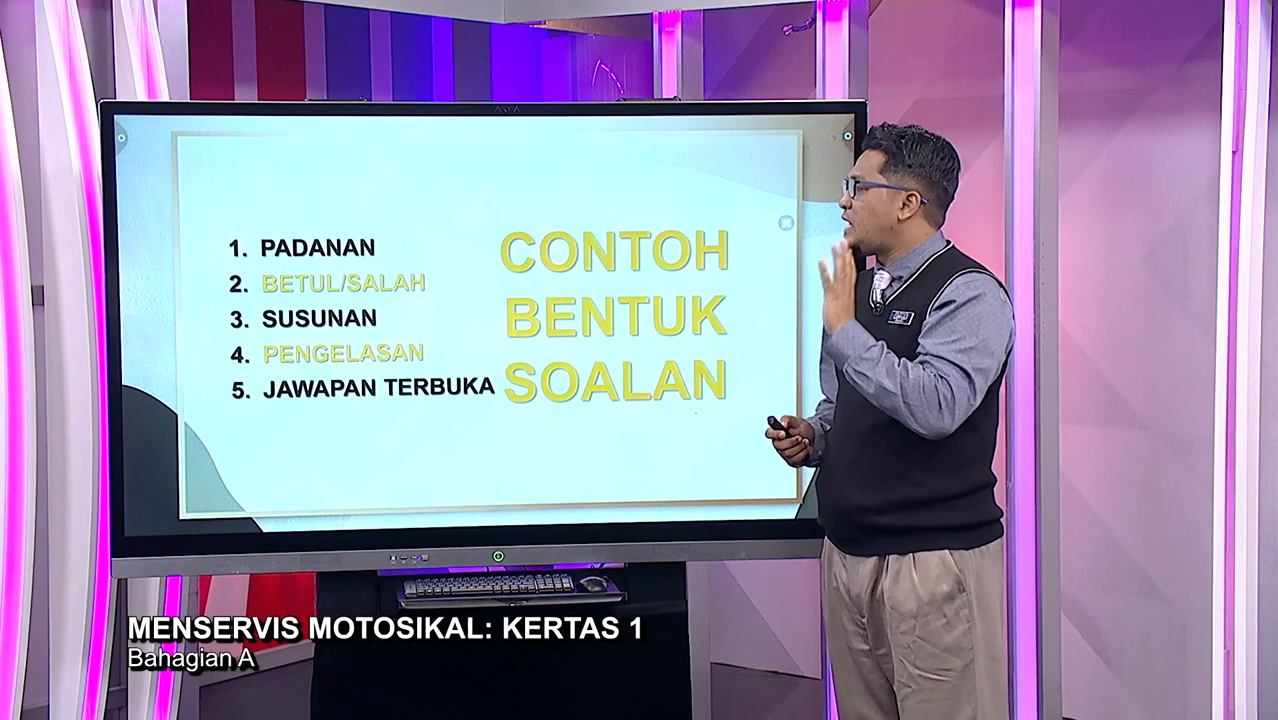 1. PADANAN
2. BETUL/SALAH
3. SUSUNAN
4. PENGELASAN
5. JAWAPAN TERBUKA
CONTOH
BENTUK
SOALAN
MENSERVIS MOTOSIKAL: KERTAS 1
Bahagian A